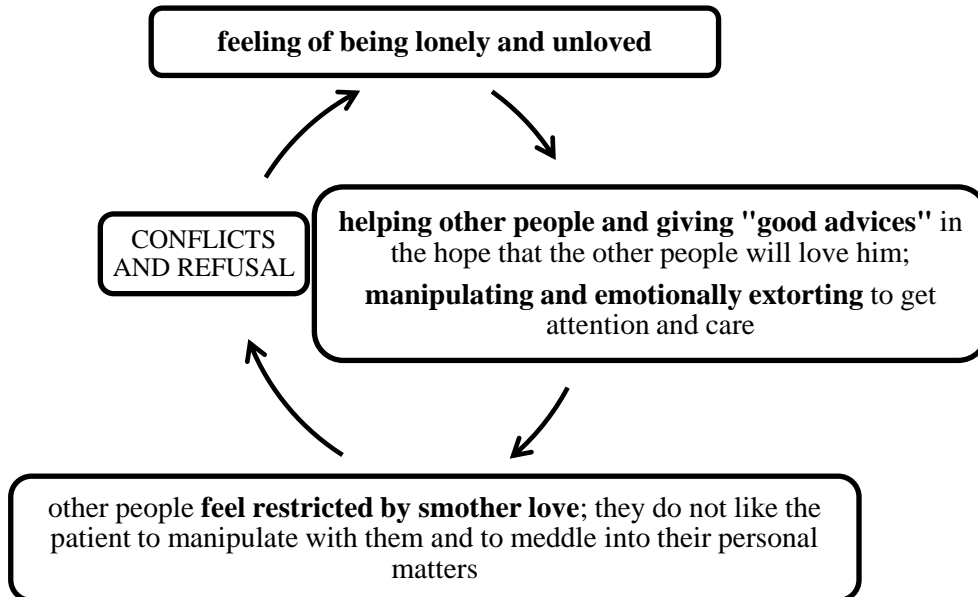 feeling of being lonely and unloved
helping other people and giving "good advices" in
the hope that the other people will love him;
manipulating and emotionally extorting to get
attention and care
other people feel restricted by smother love; they do not like the
patient to manipulate with them and to meddle into their personal
matters
CONFLICTS
AND REFUSAL